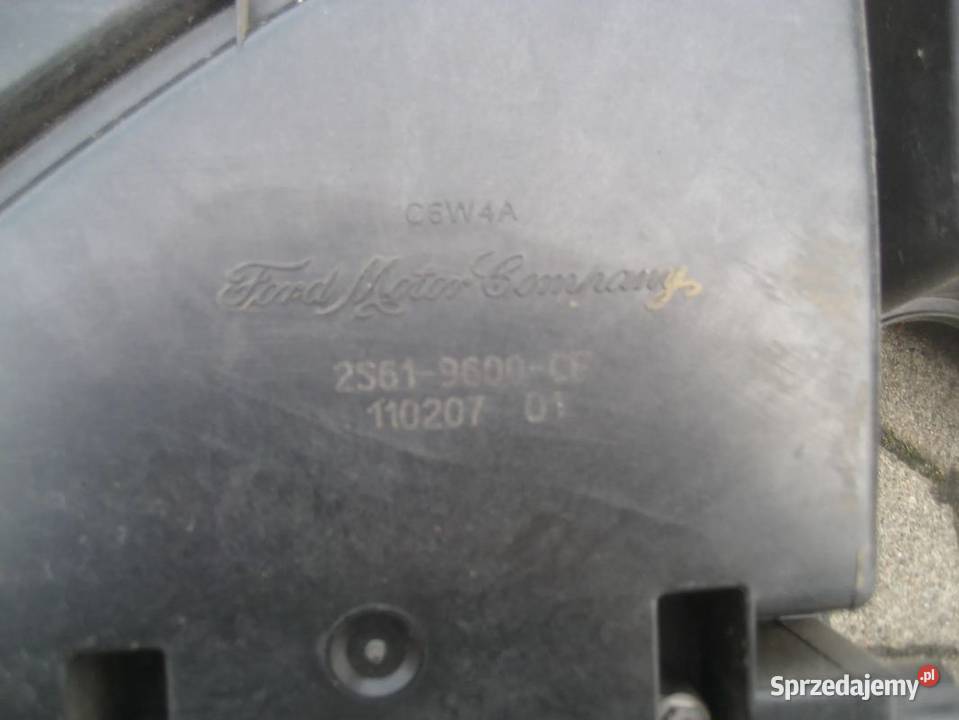 C6W4A
Ford Motor Company
2S61-9600-CF
110207 01
Sprzedajemy.pl